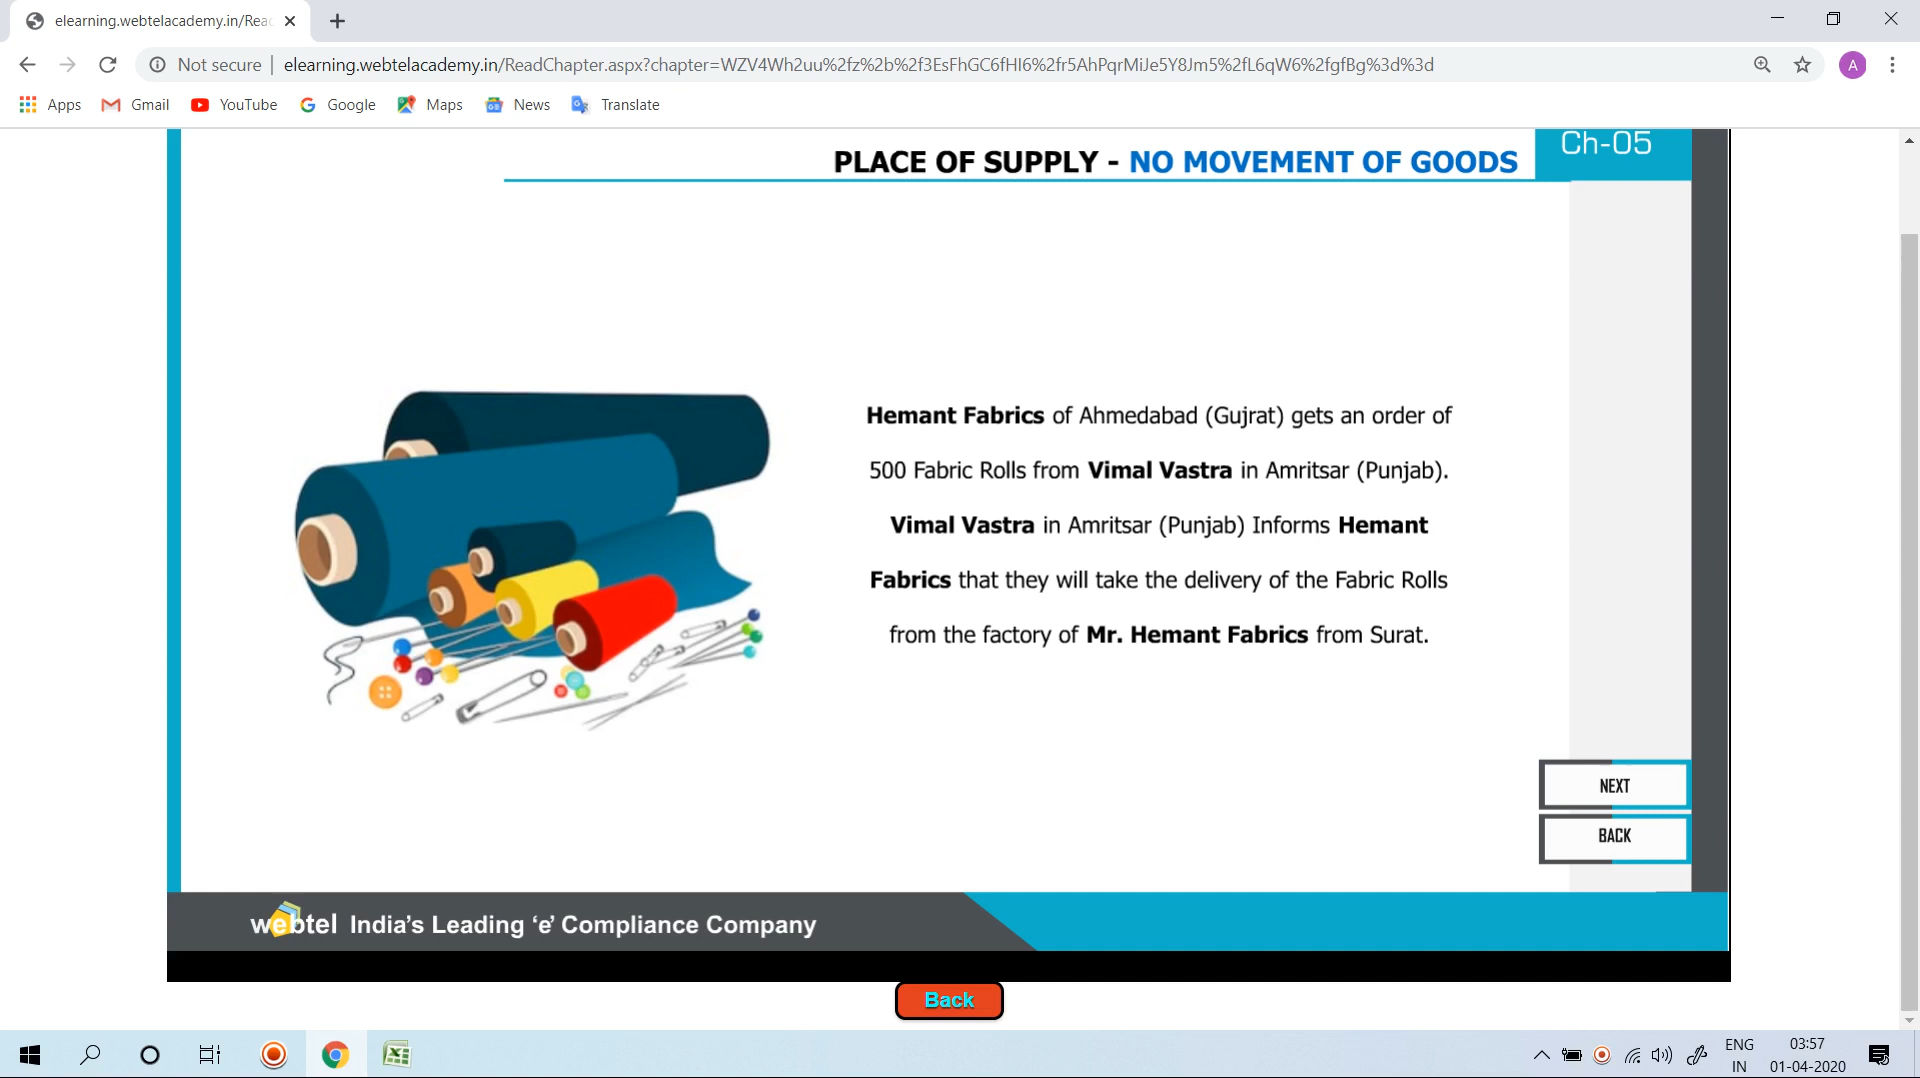 elearning.webtelacademy.in/Rea
Not secure elearning.webtelacademy.in/ReadChapter.aspx?chapter=WZV4Wh2uu%2fz%2b%2f3EsFhGC6fHI6%2fr5AhPqrMiJe5Y8Jm5%2fL6qW6%2fgfBg%3d%3d
A
Apps Gmail YouTube Google Maps News Translate
Ch-05
PLACE OF SUPPLY - NO MOVEMENT OF GOODS
Hemant Fabrics of Ahmedabad (Gujrat) gets an order of
500 Fabric Rolls from Vimal Vastra in Amritsar (Punjab).
Vimal Vastra in Amritsar (Punjab) Informs Hemant
Fabrics that they will take the delivery of the Fabric Rolls
from the factory of Mr. Hemant Fabrics from Surat.
NEXT
BACK
webtel India's Leading 'e' Compliance Company
Back
ENG
IN
03:57
01-04-2020